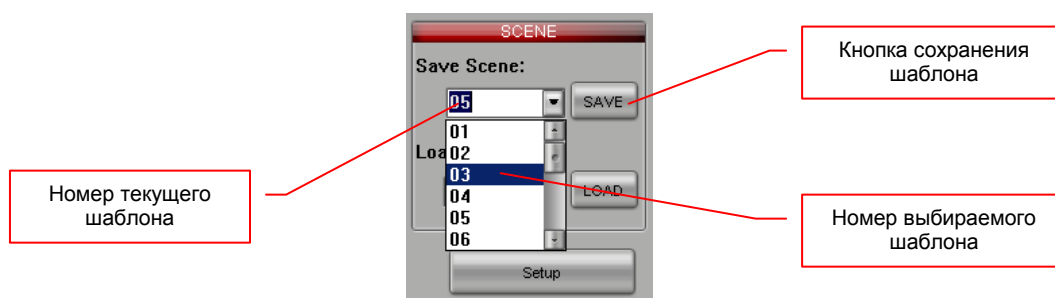 SCENE
Save Scene:
05
SAVE
01
Loa
02
03
LOAD
04
05
06
Setup
Номер текущего
шаблона
Кнопка сохранения
шаблона
Номер выбираемого
шаблона